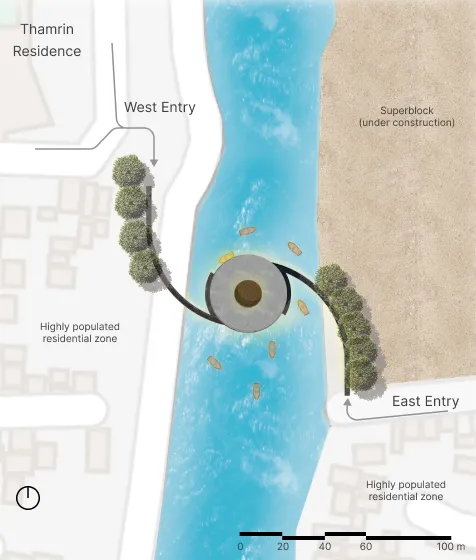 Thamrin
Residence
West Entry
Superblock
(under construction)
Highly populated
residential zone
East Entry
Highly populated
residential zone
0 20 40 60 100 m